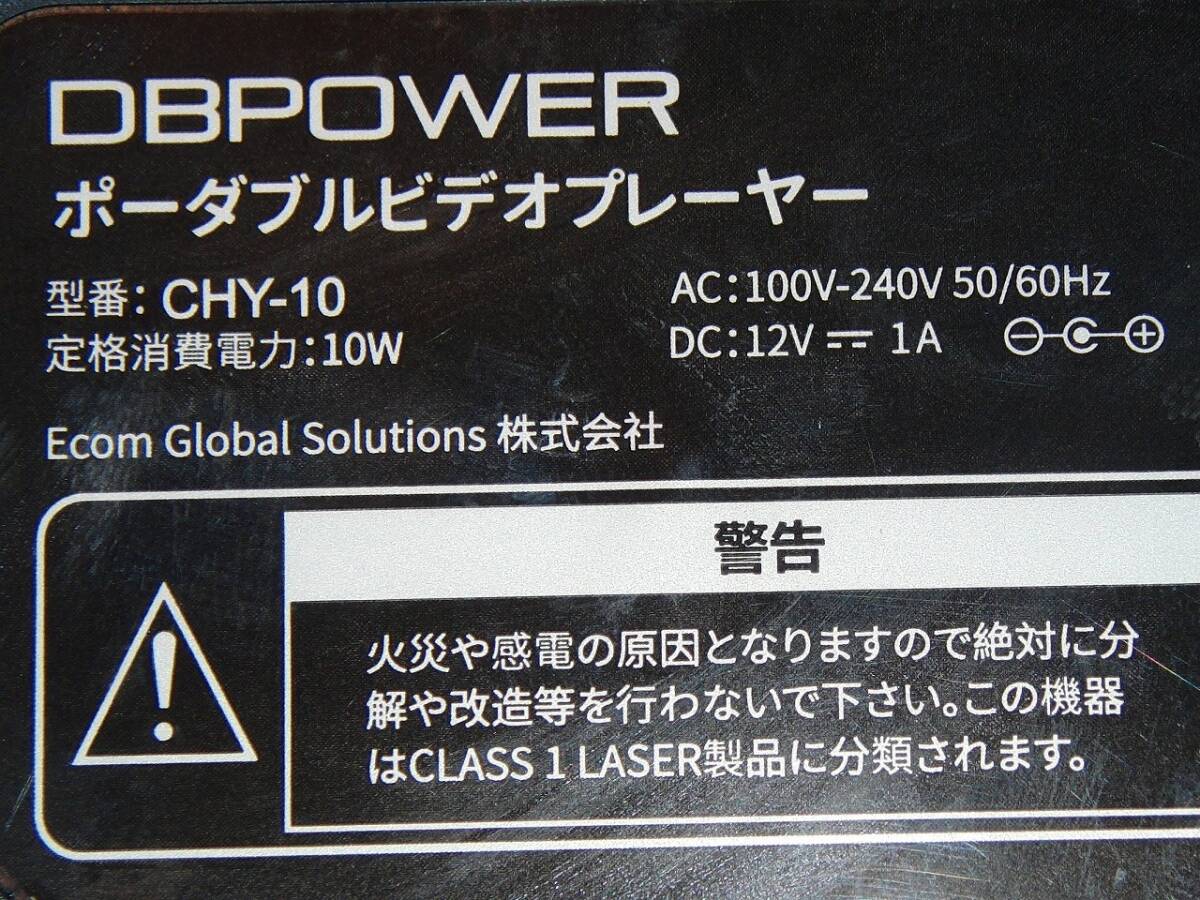 DBPOWER
ポータブルビデオプレーヤー
型番: CHY-10
定格消費電力:10W
AC:100V-240V 50/60Hz
DC:12V ⎓ 1A
Ecom Global Solutions 株式会社
警告
火災や感電の原因となりますので絶対に分
解や改造等を行わないで下さい。この機器
はCLASS 1 LASER製品に分類されます。